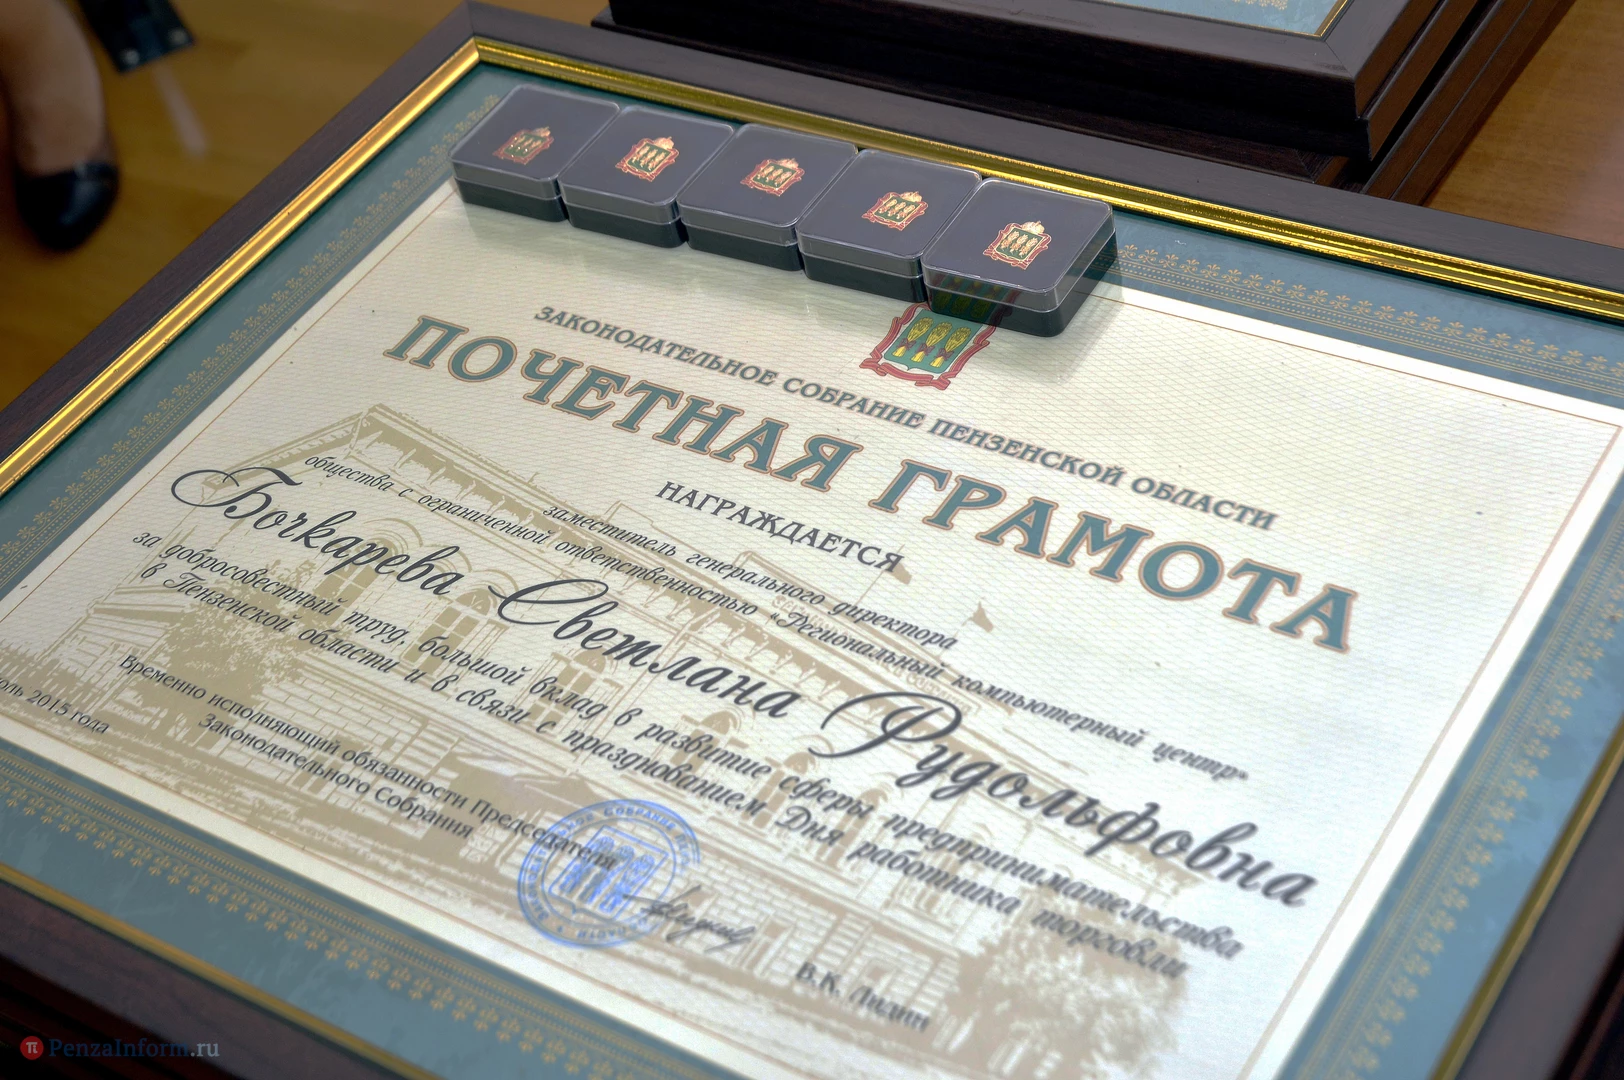 ЗАКОНОДАТЕЛЬНОЕ СОБРАНИЕ ПЕНЗЕНСКОЙ ОБЛАСТИ
ПОЧЕТНАЯ ГРАМОТА
НАГРАЖДАЕТСЯ
заместитель генерального директора
общества с ограниченной ответственностью «Региональный компьютерный центр»
Бочкарева Светлана Рудольфовна
за добросовестный труд, большой вклад в развитие сферы предпринимательства
в Пензенской области и в связи с празднованием Дня работника торговли
Временно исполняющий обязанности Председателя
Законодательного Собрания
В.К. Лидин
2015 года
PenzaInform.ru